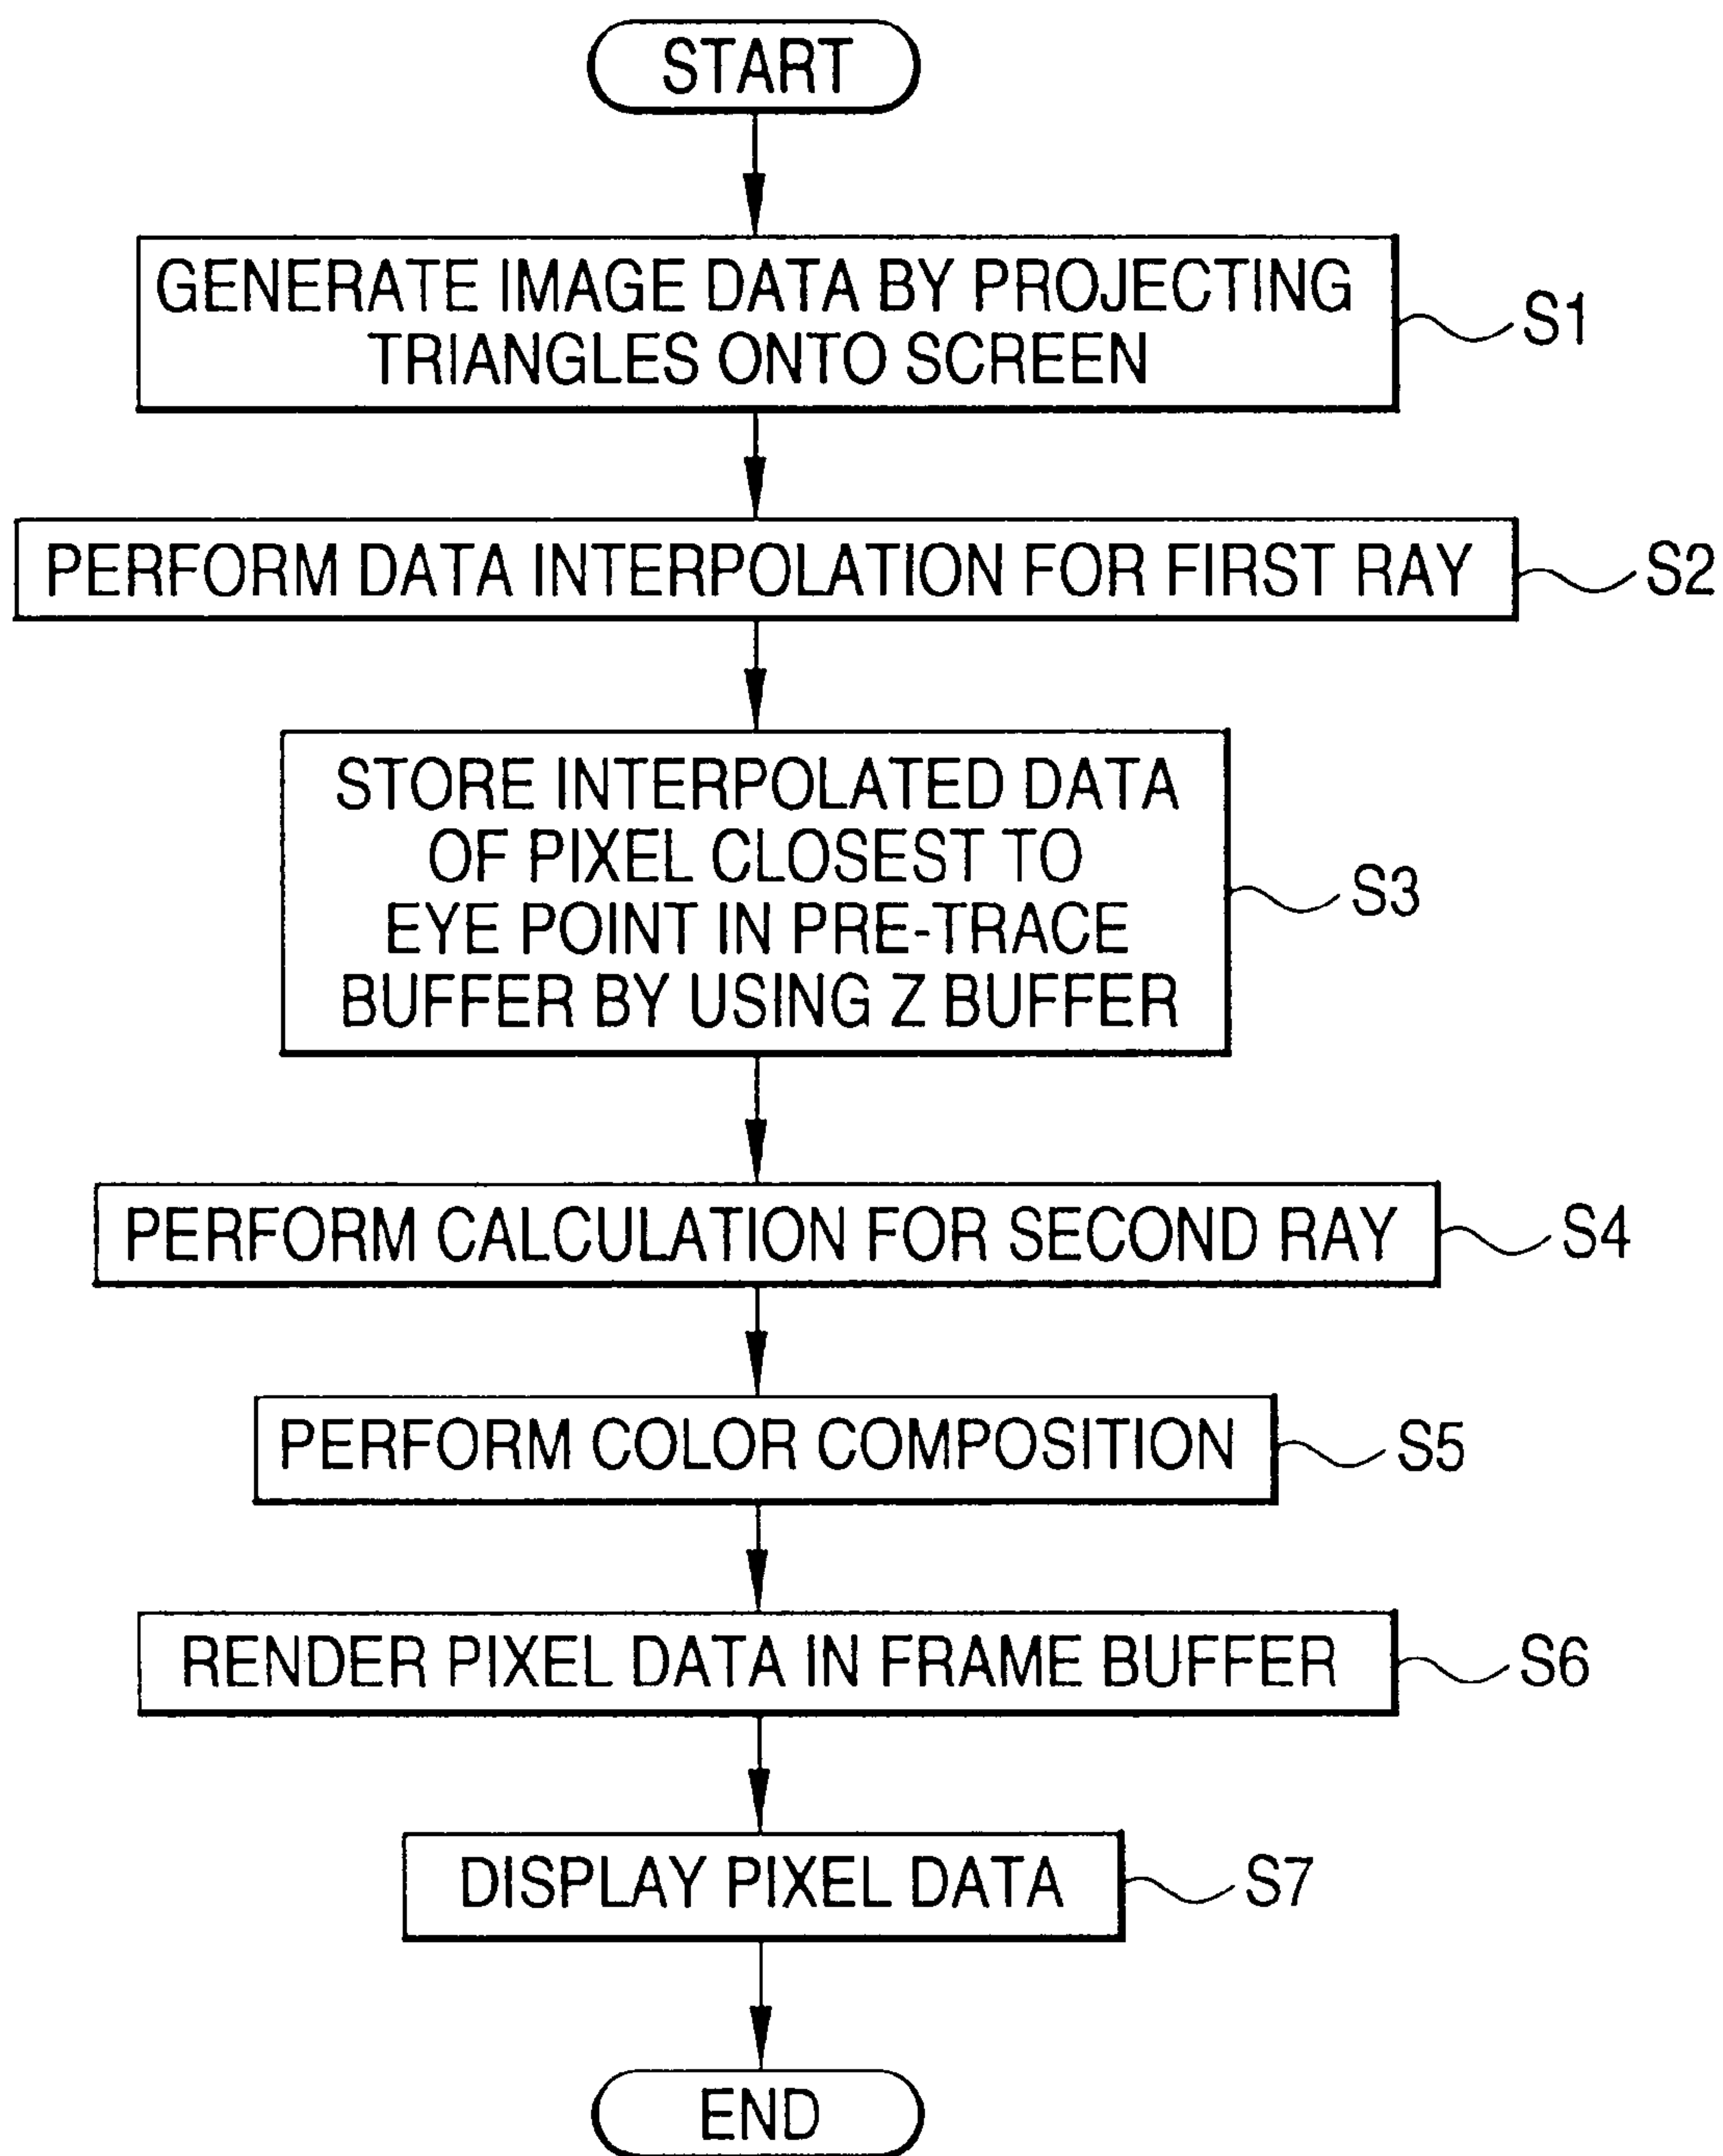 START
GENERATE IMAGE DATA BY PROJECTING
TRIANGLES ONTO SCREEN
S1
PERFORM DATA INTERPOLATION FOR FIRST RAY
S2
STORE INTERPOLATED DATA
OF PIXEL CLOSEST TO
EYE POINT IN PRE-TRACE
BUFFER BY USING Z BUFFER
S3
PERFORM CALCULATION FOR SECOND RAY
S4
PERFORM COLOR COMPOSITION
S5
RENDER PIXEL DATA IN FRAME BUFFER
S6
DISPLAY PIXEL DATA
S7
END